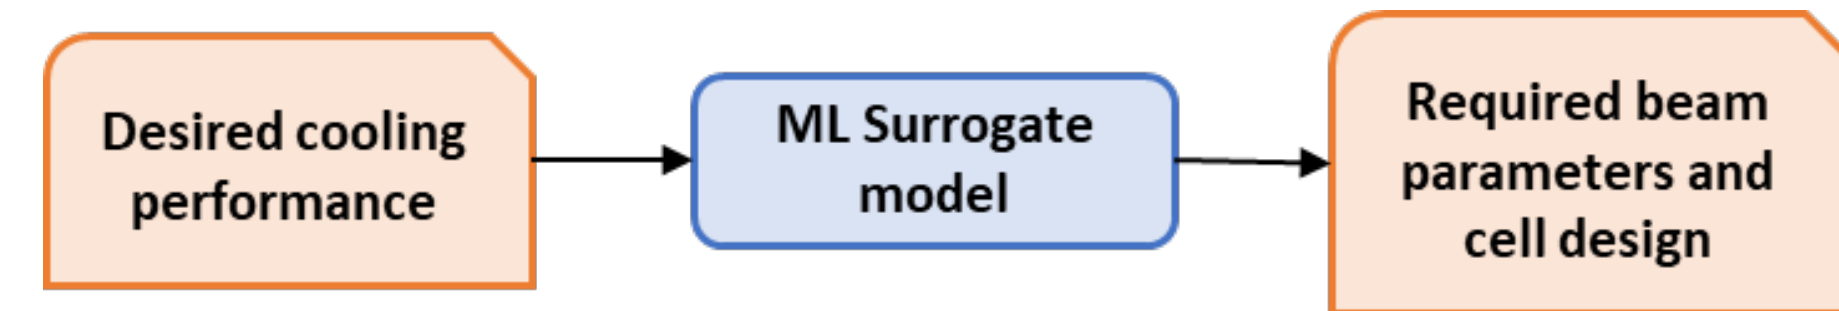 Desired cooling
performance
ML Surrogate
model
Required beam
parameters and
cell design